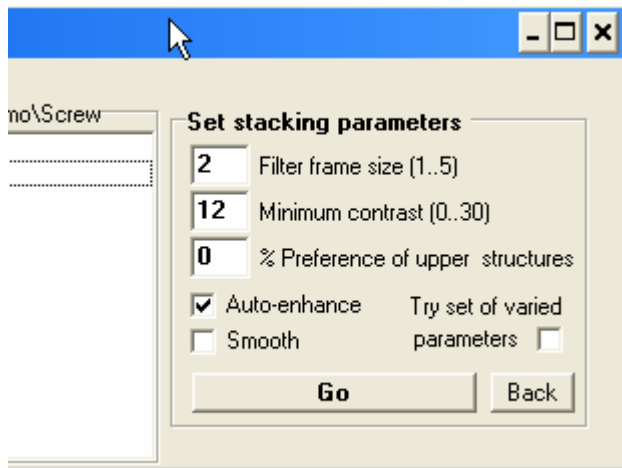 mo\Screw
Set stacking parameters
2 Filter frame size (1..5)
12 Minimum contrast (0..30)
0 % Preference of upper structures
Auto-enhance
Try set of varied
parameters
Smooth
Go
Back